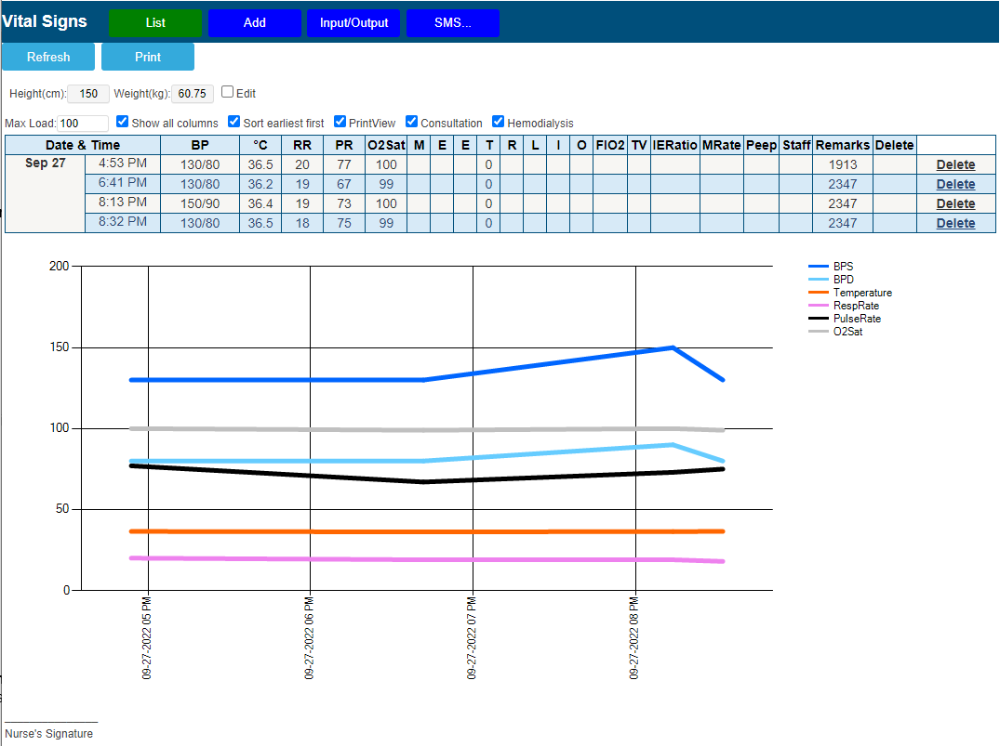 Vital Signs List Add Input/Output SMS...
Refresh Print
Height(cm): 150 Weight(kg): 60.75 Edit
Max Load: 100 Show all columns Sort earliest first PrintView Consultation Hemodialysis
Date & Time BP °C RR PR O2Sat M E E T R L I O FIO2 TV IERatio MRate Peep Staff Remarks Delete
Sep 27 4:53 PM 130/80 36.5 20 77 100 0 1913 Delete
6:41 PM 130/80 36.2 19 67 99 0 2347 Delete
8:13 PM 150/90 36.4 19 73 100 0 2347 Delete
8:32 PM 130/80 36.5 18 75 99 0 2347 Delete
200
150
100
50
0
09-27-2022 05 PM
09-27-2022 06 PM
09-27-2022 07 PM
09-27-2022 08 PM
BPS
BPD
Temperature
RespRate
PulseRate
O2Sat
Nurse's Signature